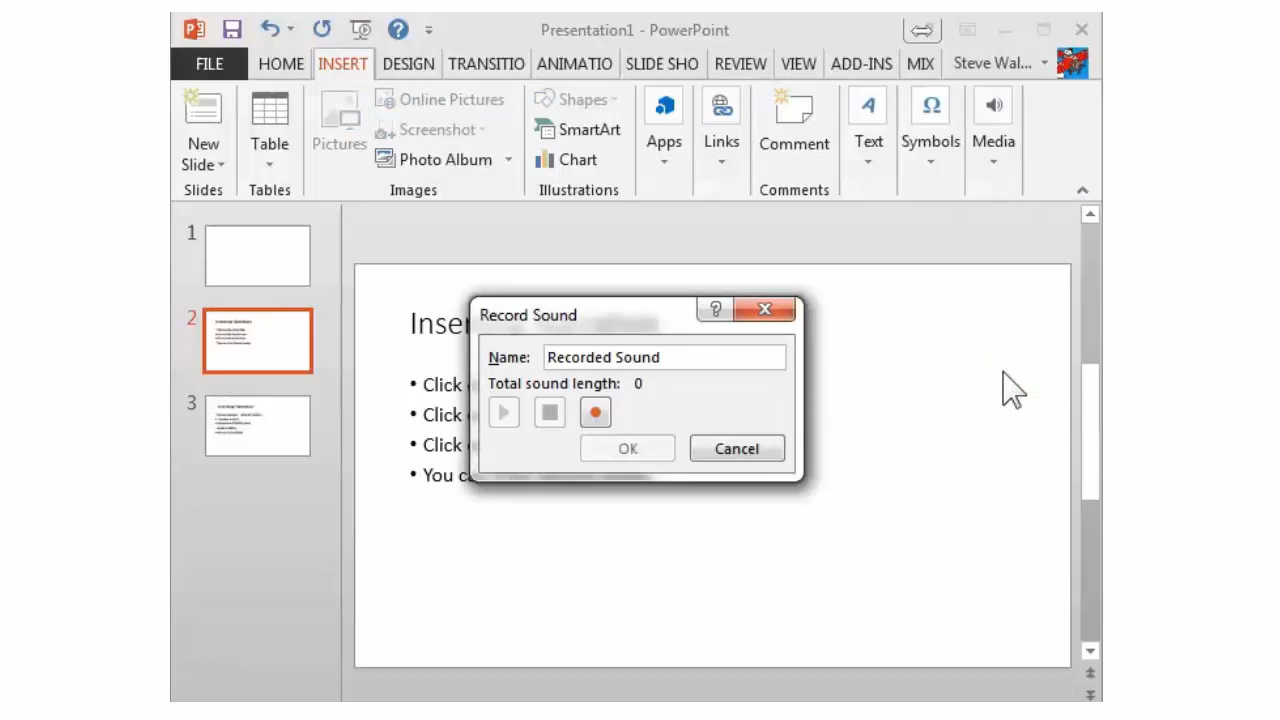 Presentation1 - PowerPoint
FILE HOME INSERT DESIGN TRANSITIO ANIMATIO SLIDE SHO REVIEW VIEW ADD-INS MIX Steve Wal...
New Slide
Table
Pictures
Online Pictures
Screenshot
Photo Album
Shapes
SmartArt
Chart
Apps
Links
Comment
Text
Symbols
Media
Slides Tables Images Illustrations Comments
1
2
3
Inser
• Click
• Click
• Click
• You ca
Record Sound
Name: Recorded Sound
Total sound length: 0
OK Cancel